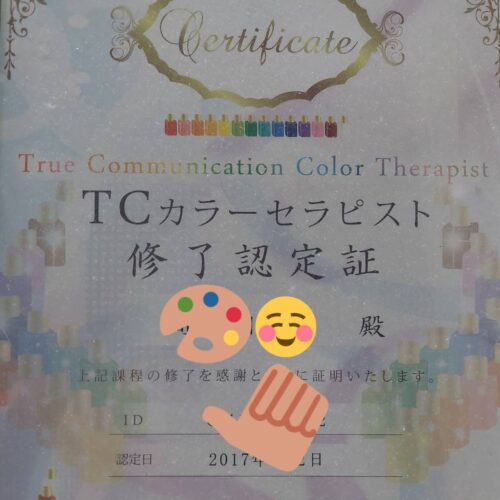 Certificate
True Communication Color Therapist
TCカラーセラピスト
修了認定証
殿
上記課程の修了を感謝と に証明いたします。
ID
認定日 2017年 日